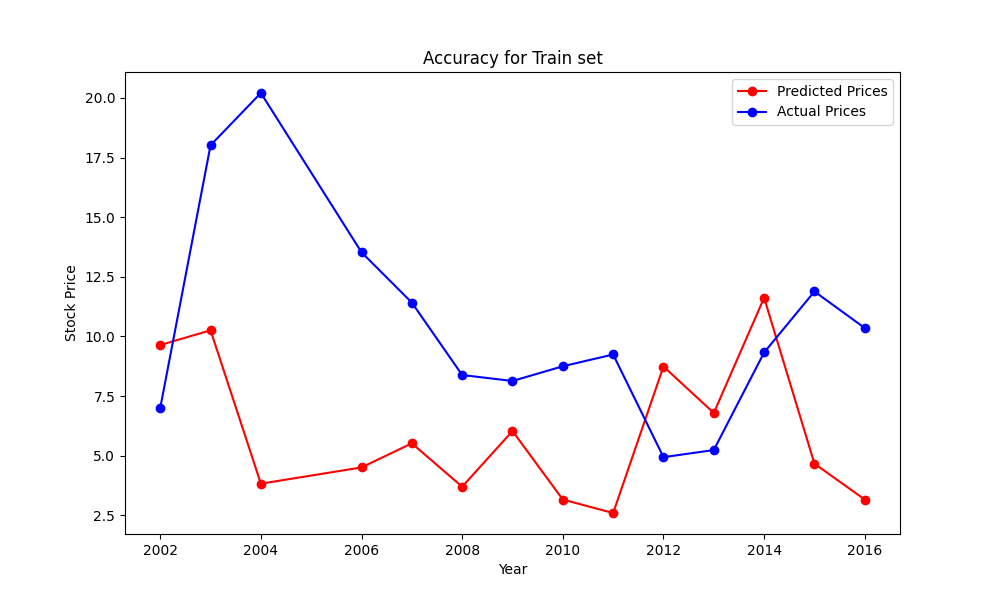 Accuracy for Train set
Predicted Prices
Actual Prices
20.0
17.5
15.0
12.5
10.0
7.5
5.0
2.5
Stock Price
2002 2004 2006 2008 2010 2012 2014 2016
Year